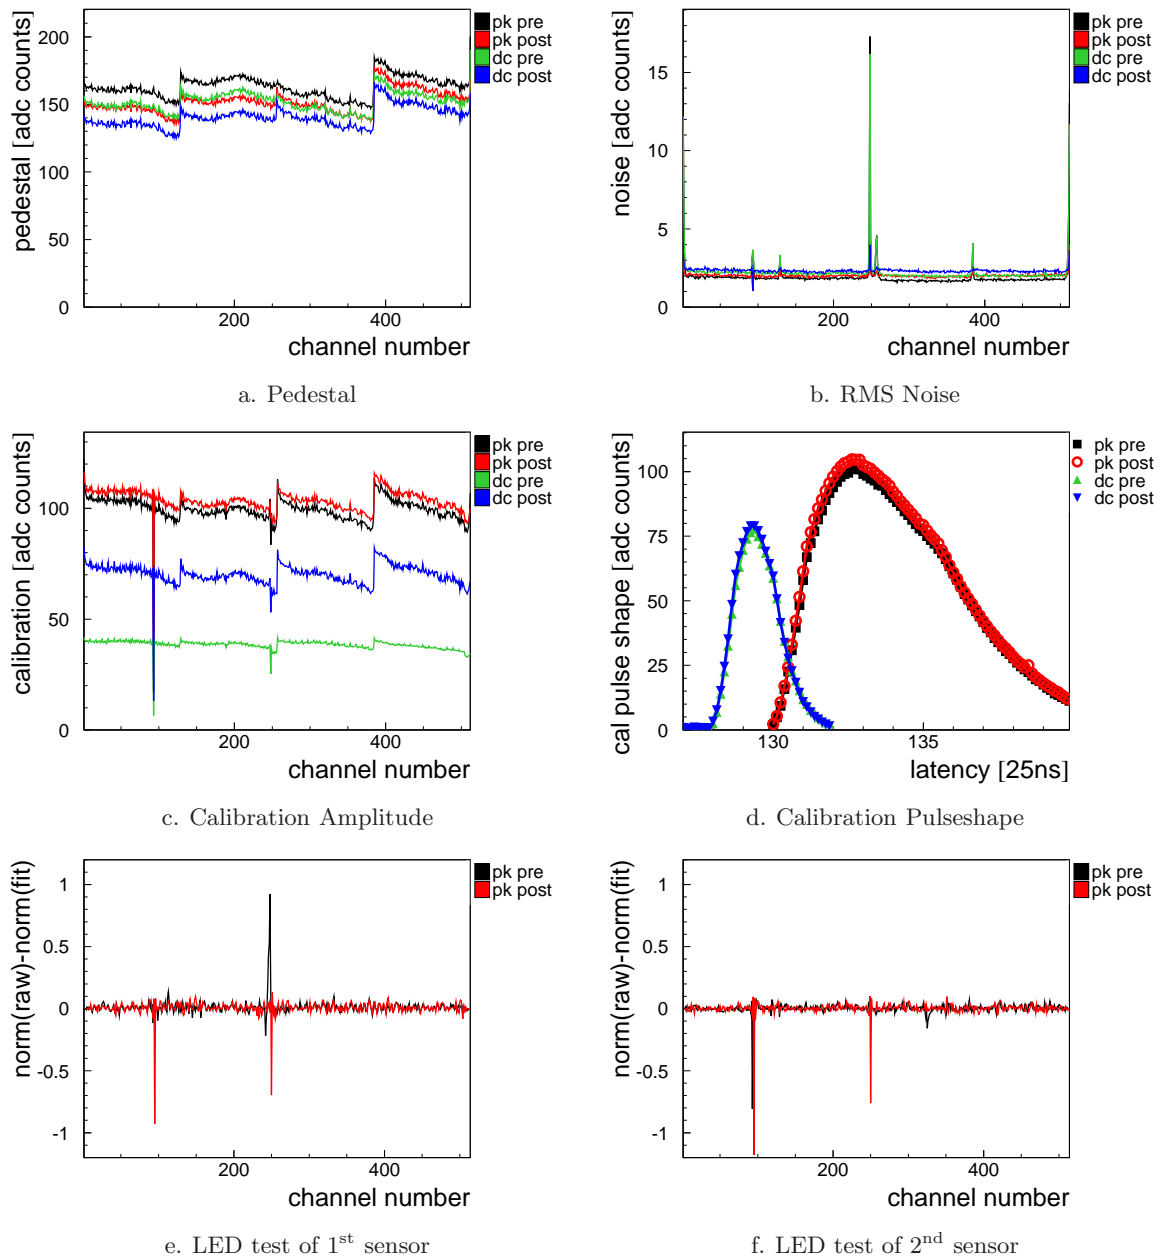 pedestal [adc counts]
200
150
100
50
0
200
400
channel number
pk pre
pk post
dc pre
dc post
a. Pedestal
noise [adc counts]
15
10
5
0
200
400
channel number
pk pre
pk post
dc pre
dc post
b. RMS Noise
calibration [adc counts]
100
50
0
200
400
channel number
pk pre
pk post
dc pre
dc post
c. Calibration Amplitude
cal pulse shape [adc counts]
100
75
50
25
0
130
135
latency [25ns]
pk pre
pk post
dc pre
dc post
d. Calibration Pulseshape
norm(raw)-norm(fit)
1
0.5
0
-0.5
-1
200
400
channel number
pk pre
pk post
e. LED test of 1st sensor
norm(raw)-norm(fit)
1
0.5
0
-0.5
-1
200
400
channel number
pk pre
pk post
f. LED test of 2nd sensor